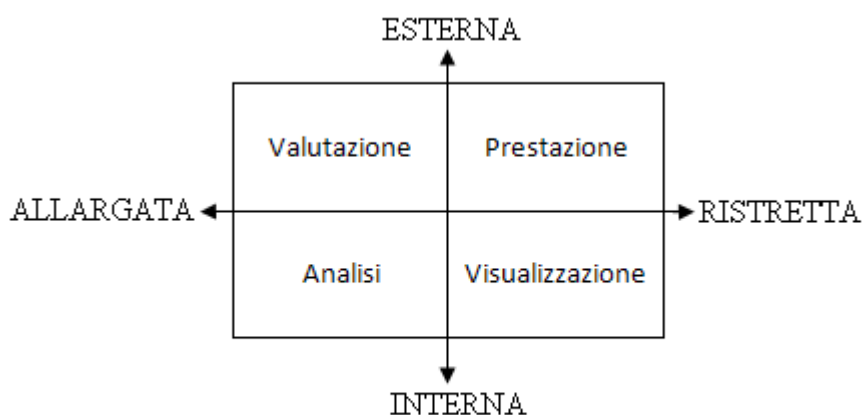 ESTERNA
Valutazione
Prestazione
ALLARGATA
RISTRETTA
Analisi
Visualizzazione
INTERNA